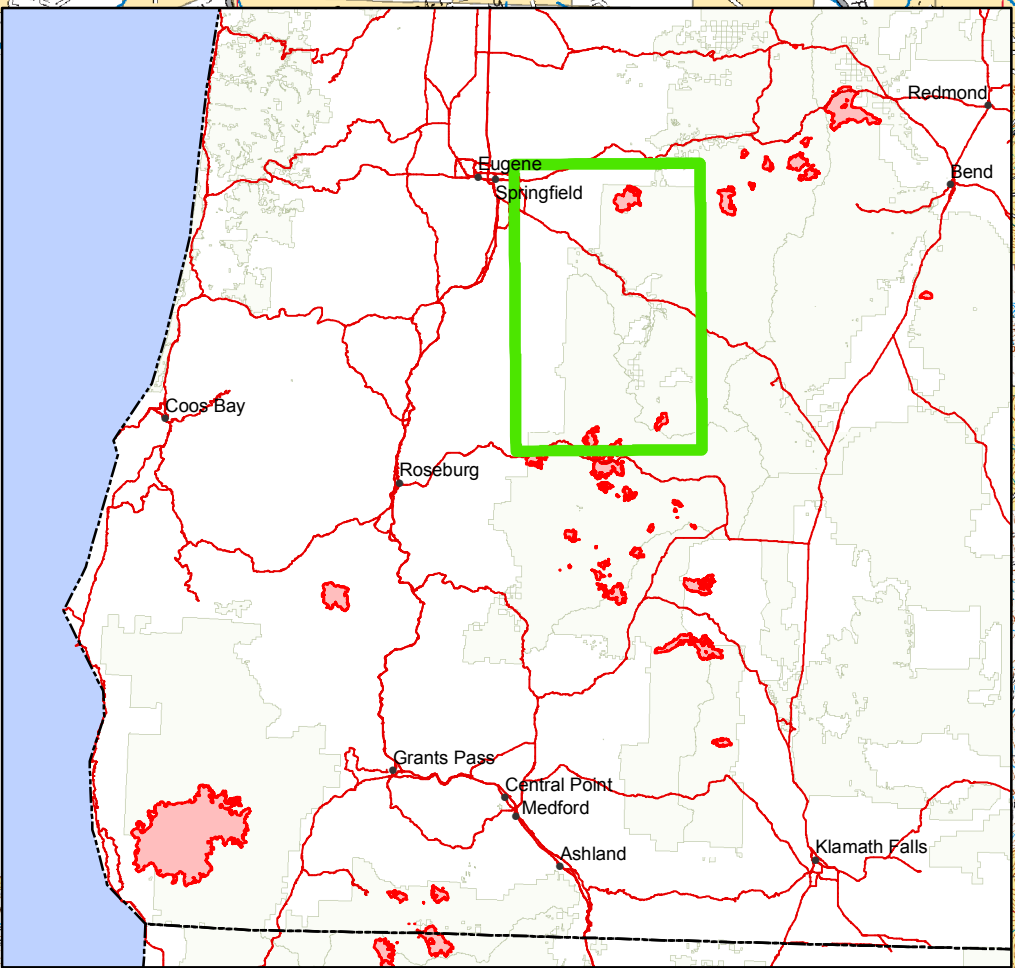 Redmond
Eugene
Bend
Springfield
Coos Bay
Roseburg
Grants Pass
Central Point
Medford
Klamath Falls
Ashland